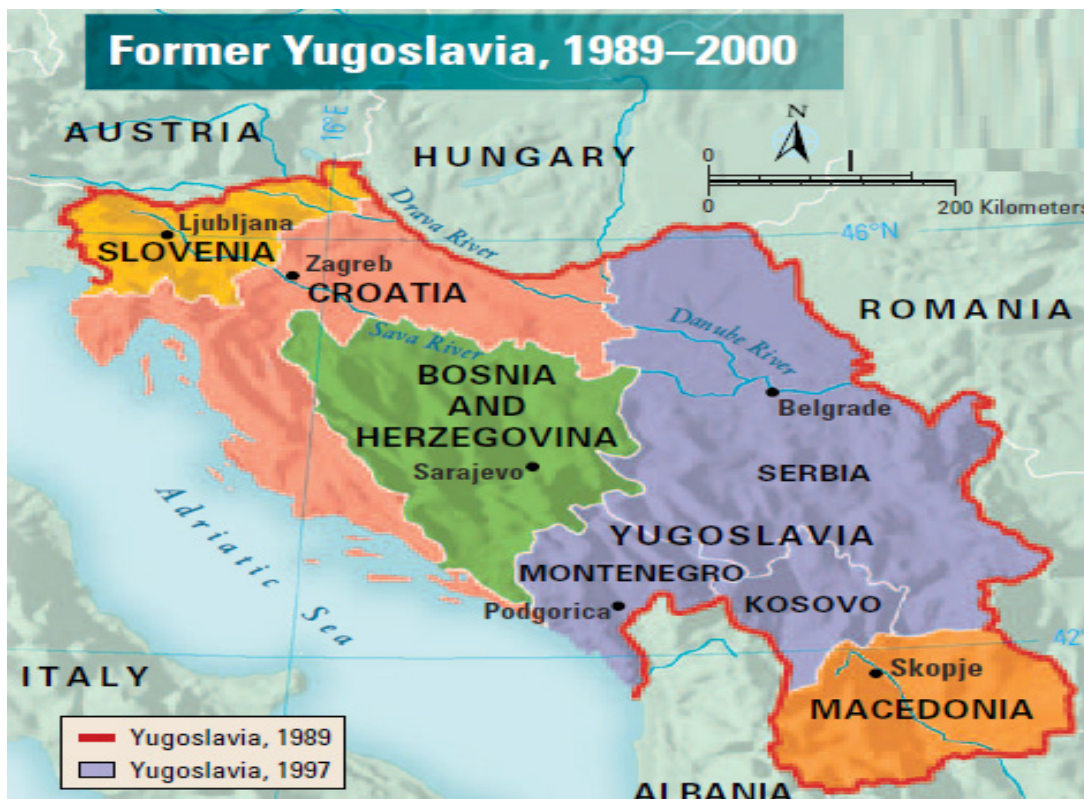 Former Yugoslavia, 1989–2000
AUSTRIA
16°E
HUNGARY
N
0
0
200 Kilometers
46°N
Drava River
Ljubljana
SLOVENIA
Zagreb
CROATIA
ROMANIA
Sava River
Danube River
BOSNIA
AND
HERZEGOVINA
Belgrade
Sarajevo
SERBIA
Adriatic Sea
YUGOSLAVIA
MONTENEGRO
KOSOVO
Podgorica
42°
ITALY
Skopje
MACEDONIA
Yugoslavia, 1989
Yugoslavia, 1997
ALBANIA